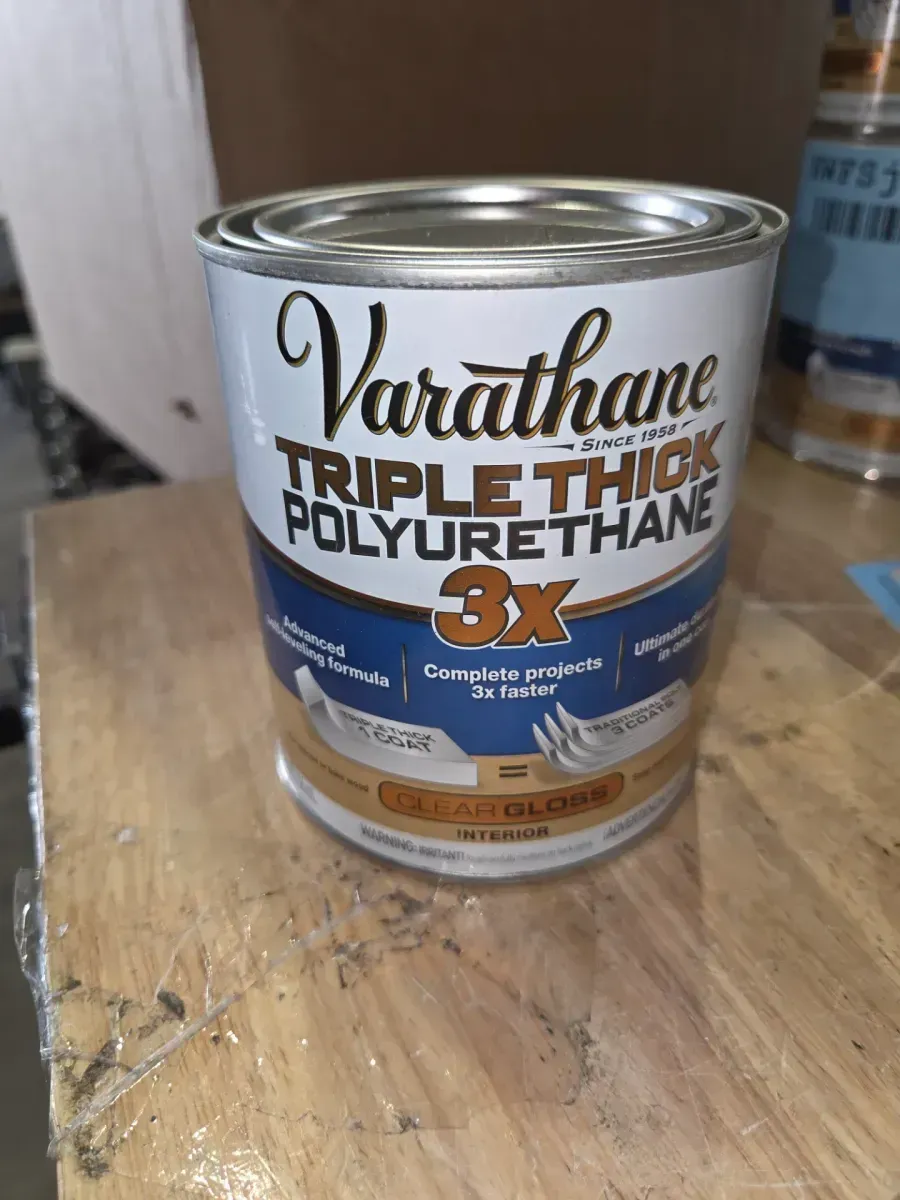 Varathane®
SINCE 1958
TRIPLE THICK
POLYURETHANE
3x
Advanced
self-leveling formula
Complete projects
3x faster
Ultimate
in one
TRIPLE THICK
1 COAT
=
TRADITIONAL POLY
3 COATS
CLEAR GLOSS
INTERIOR
WARNING: IRRITANT!